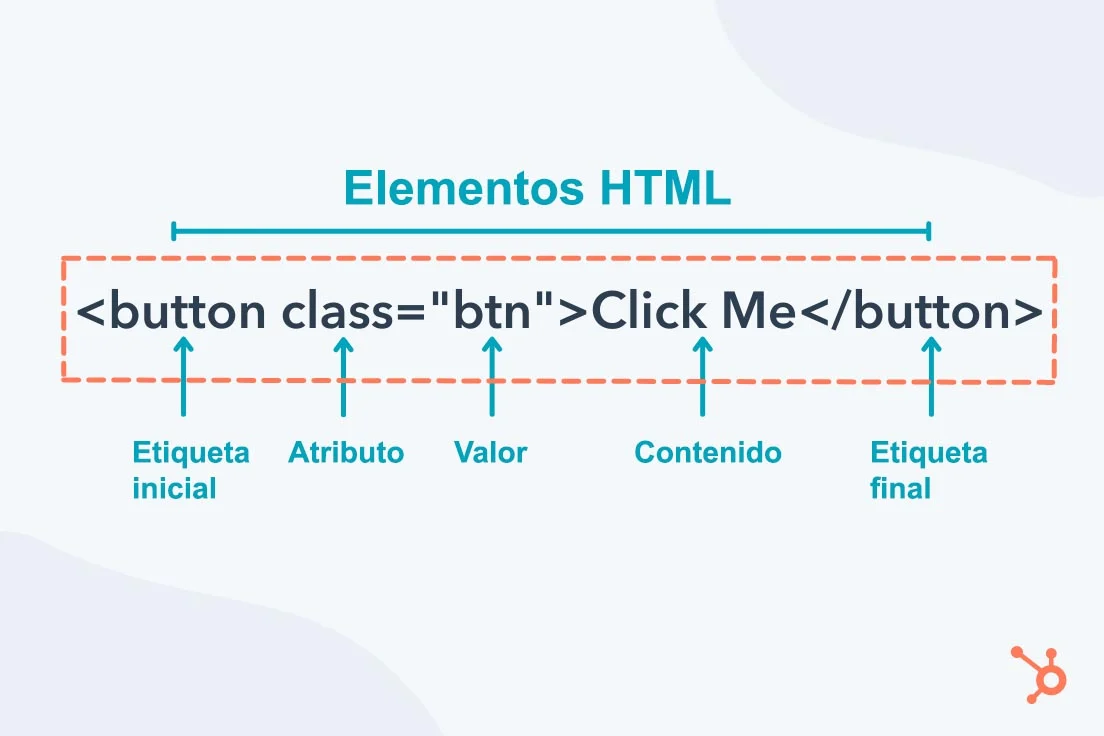 Elementos HTML
<button class="btn">Click Me</button>
Etiqueta inicial
Atributo
Valor
Contenido
Etiqueta final